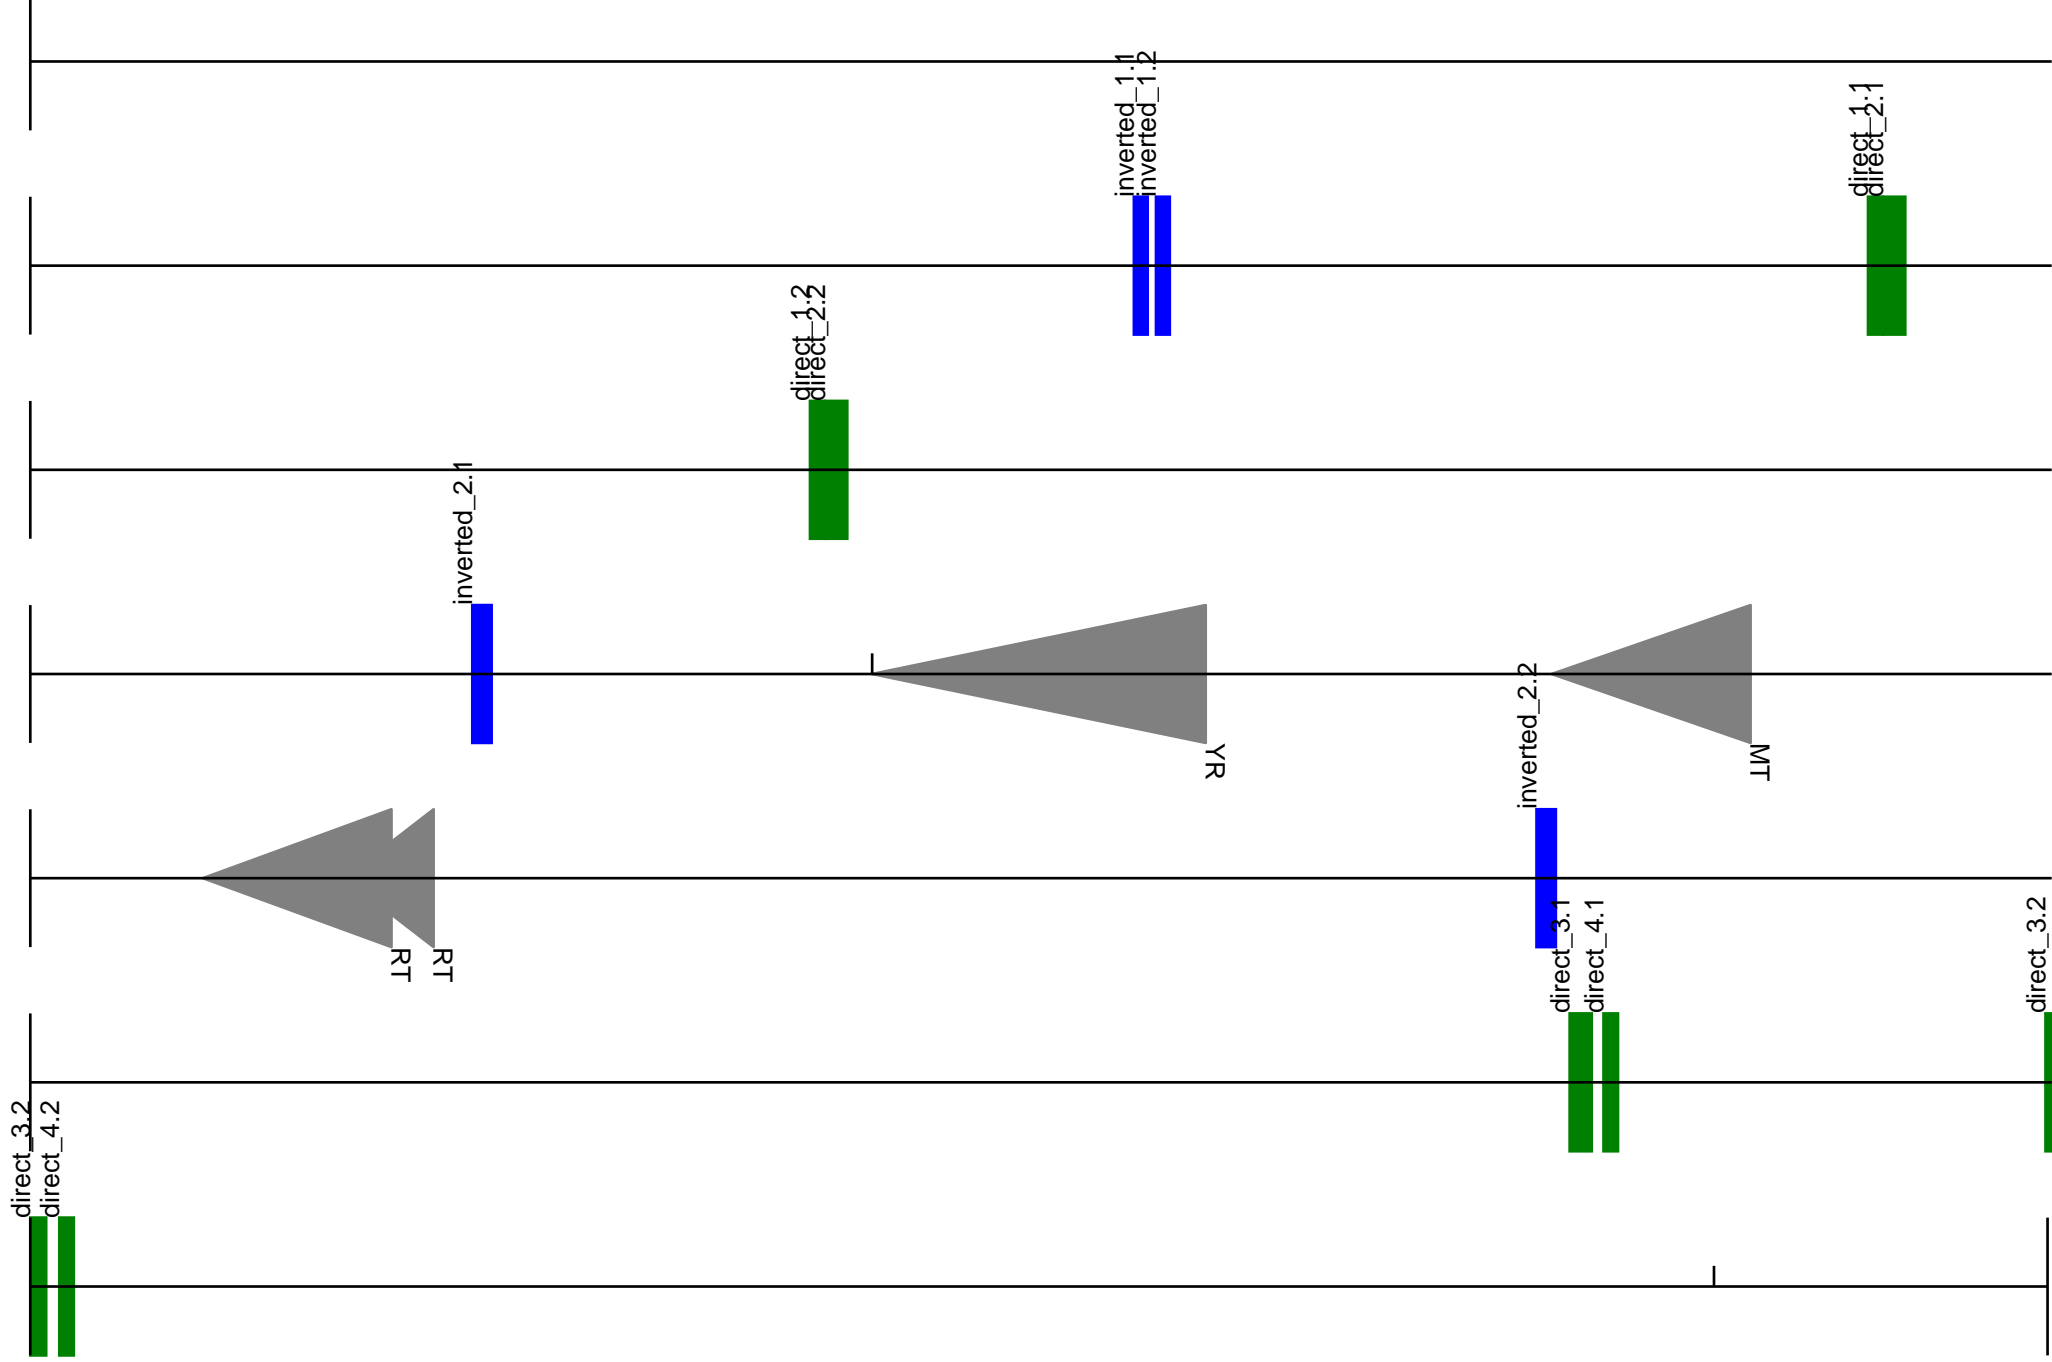 inverted_1.1
inverted_1.2
direct_1.1
direct_2.1
direct_1.2
direct_2.2
inverted_2.1
YR
MT
inverted_2.2
RT
RT
direct_3.1
direct_4.1
direct_3.2
direct_3.2
direct_4.2